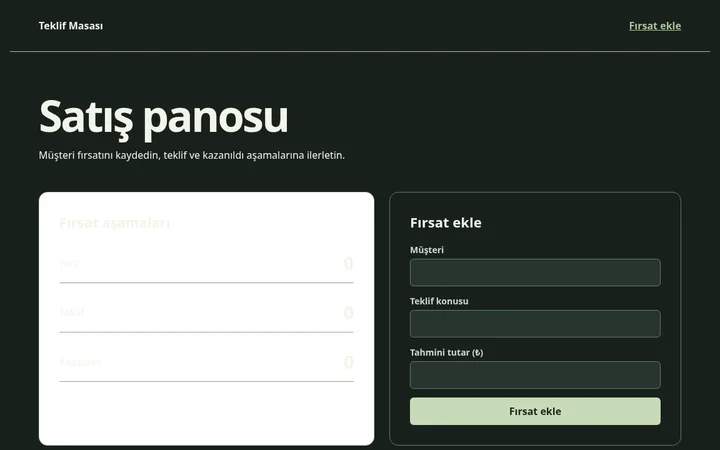 Teklif Masası
Fırsat ekle
Satış panosu
Müşteri fırsatını kaydedin, teklif ve kazanıldı aşamalarına ilerletin.
Fırsat aşamaları
0
Teklif
0
0
Fırsat ekle
Müşteri
Teklif konusu
Tahmini tutar (₺)
Fırsat ekle